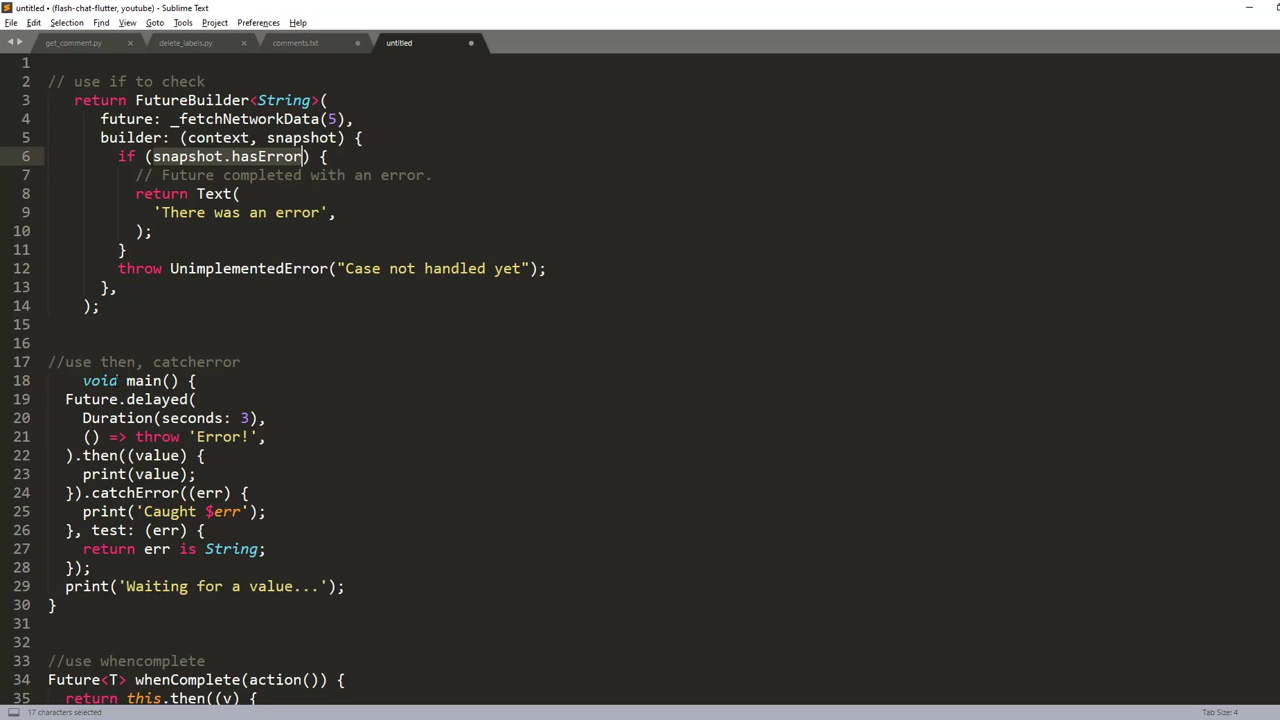 untitled • (flash-chat-flutter, youtube) - Sublime Text
File Edit Selection Find View Goto Tools Project Preferences Help
get_comment.py × delete_labels.py × comments.txt untitled
1
2 // use if to check
3 return FutureBuilder<String>(
4 future: _fetchNetworkData(5),
5 builder: (context, snapshot) {
6 if (snapshot.hasError) {
7 // Future completed with an error.
8 return Text(
9 'There was an error',
10 );
11 }
12 throw UnimplementedError("Case not handled yet");
13 },
14 );
15
16
17 //use then, catcherror
18 void main() {
19 Future.delayed(
20 Duration(seconds: 3),
21 () => throw 'Error!',
22 ).then((value) {
23 print(value);
24 }).catchError((err) {
25 print('Caught $err');
26 }, test: (err) {
27 return err is String;
28 });
29 print('Waiting for a value...');
30 }
31
32
33 //use whencomplete
34 Future<T> whenComplete(action()) {
35 return this.then((v) {
17 characters selected Tab Size: 4